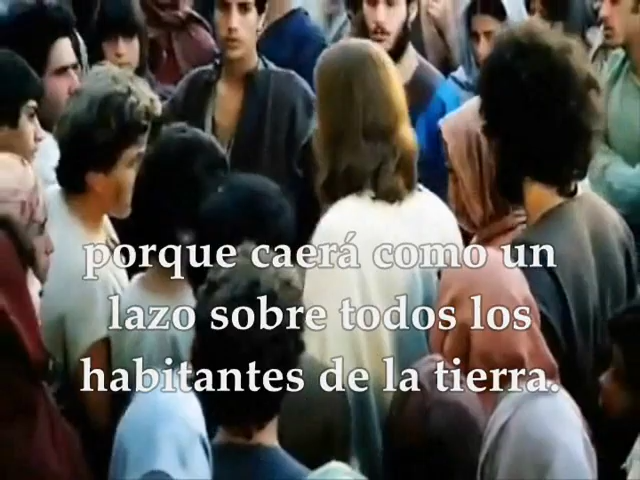 porque caerá como un
lazo sobre todos los
habitantes de la tierra.